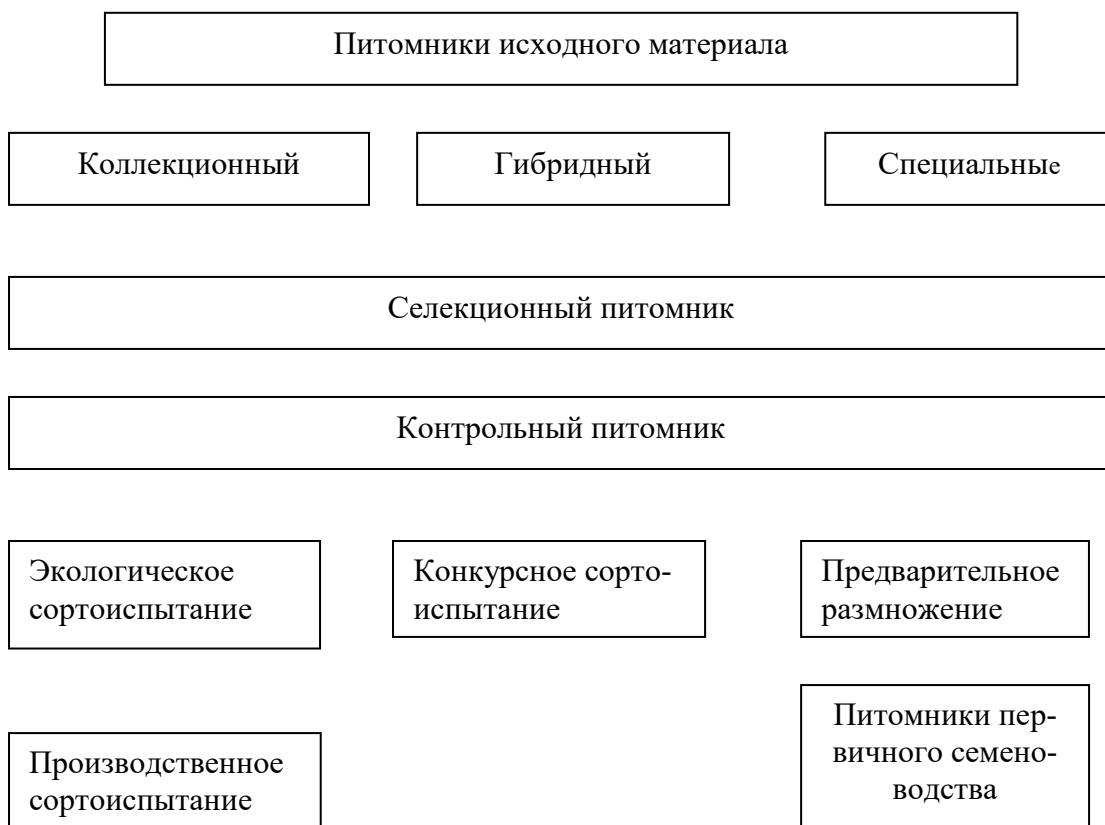 Питомники исходного материала
Коллекционный
Гибридный
Специальные
Селекционный питомник
Контрольный питомник
Экологическое
сортоиспытание
Конкурсное сорто-
испытание
Предварительное
размножение
Производственное
сортоиспытание
Питомники пер-
вичного семено-
водства